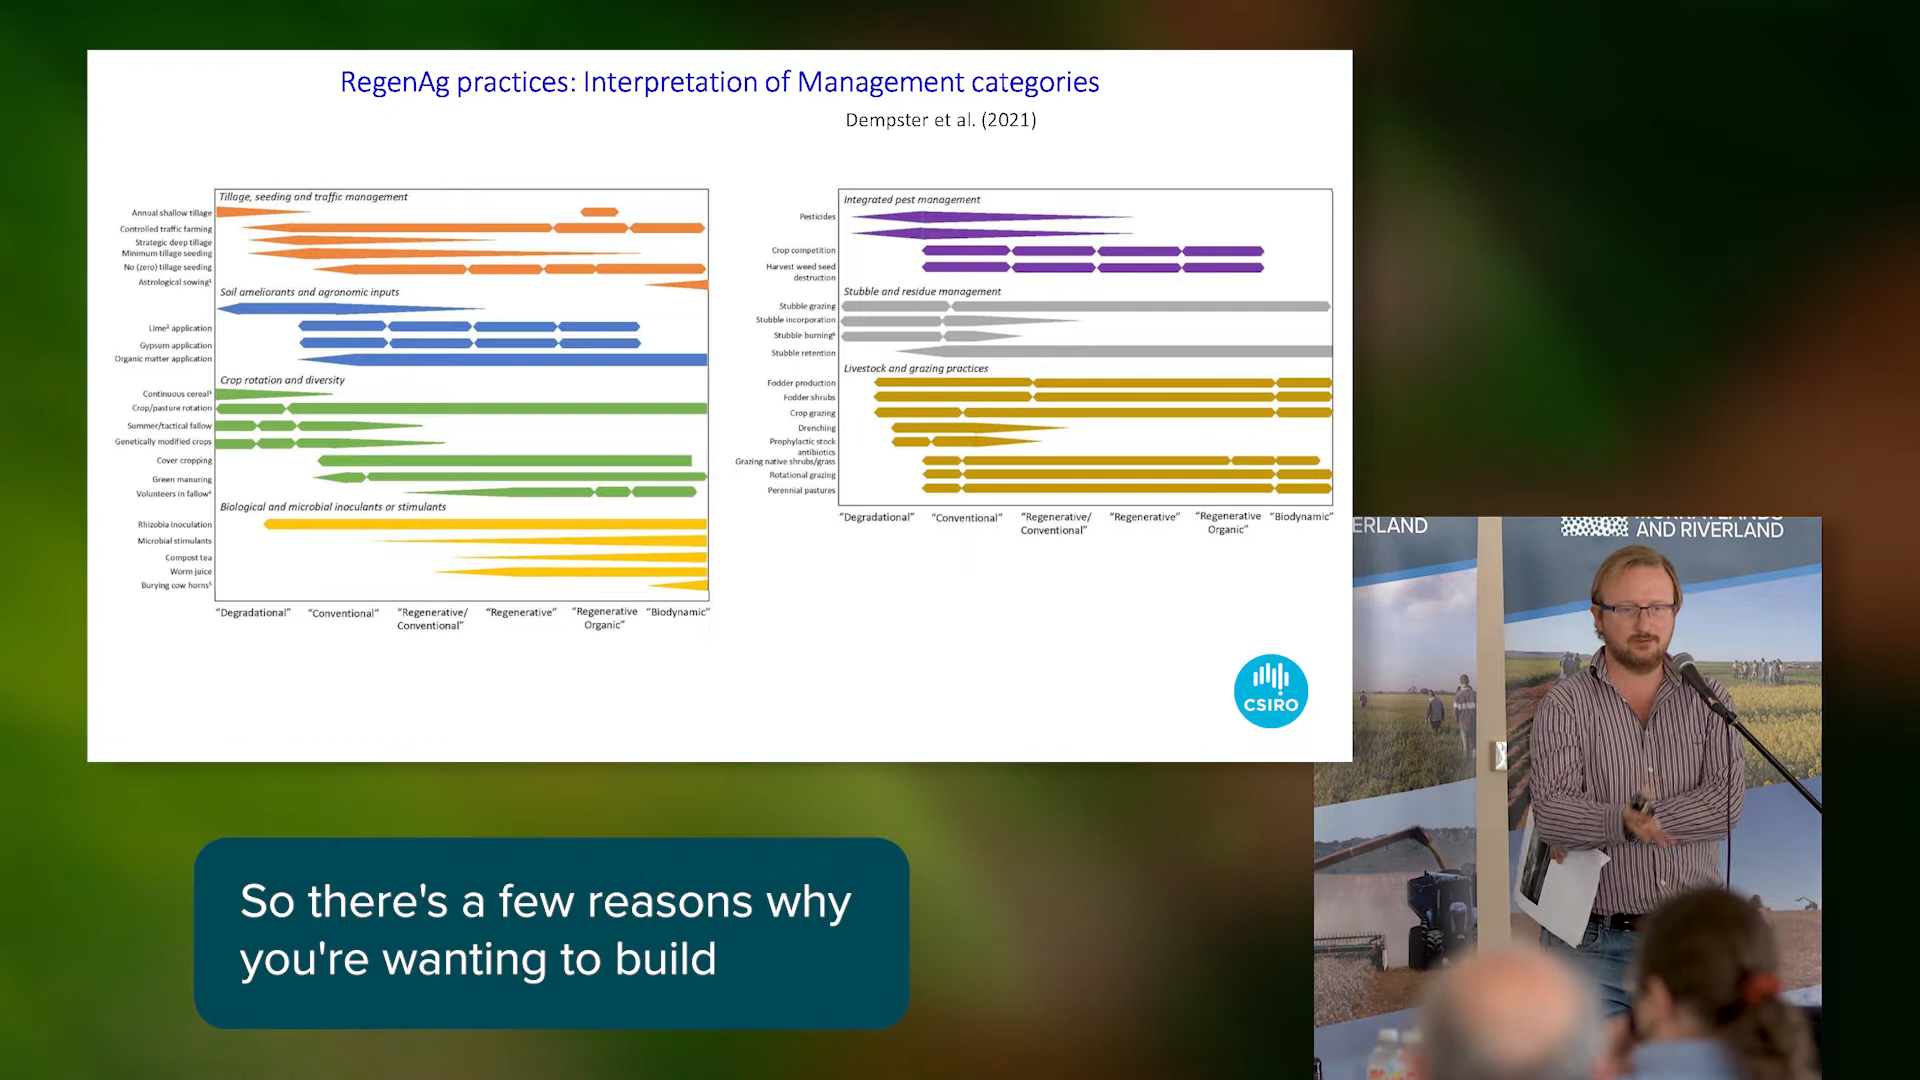 RegenAg practices: Interpretation of Management categories
Dempster et al. (2021)
Tillage, seeding and traffic management
Annual shallow tillage
Controlled traffic farming
Strategic deep tillage
Minimum tillage seeding
No (zero) tillage seeding
Astrological sowing¹
Soil ameliorants and agronomic inputs
Lime² application
Gypsum application
Organic matter application
Crop rotation and diversity
Continuous cereal³
Crop/pasture rotation
Summer/tactical fallow
Genetically modified crops
Cover cropping
Green manuring
Volunteers in fallow⁴
Biological and microbial inoculants or stimulants
Rhizobia inoculation
Microbial stimulants
Compost tea
Worm juice
Burying cow horns⁵
"Degradational" "Conventional" "Regenerative/ "Regenerative" "Regenerative "Biodynamic"
Conventional" Organic"
Integrated pest management
Pesticides
Crop competition
Harvest weed seed
destruction
Stubble and residue management
Stubble grazing
Stubble incorporation
Stubble burning⁶
Stubble retention
Livestock and grazing practices
Fodder production
Fodder shrubs
Crop grazing
Drenching
Prophylactic stock
antibiotics
Grazing native shrubs/grass
Rotational grazing
Perennial pastures
"Degradational" "Conventional" "Regenerative/ "Regenerative" "Regenerative "Biodynamic"
Conventional" Organic"
CSIRO
ERLAND
MURRAYLANDS
AND RIVERLAND
So there's a few reasons why
you're wanting to build